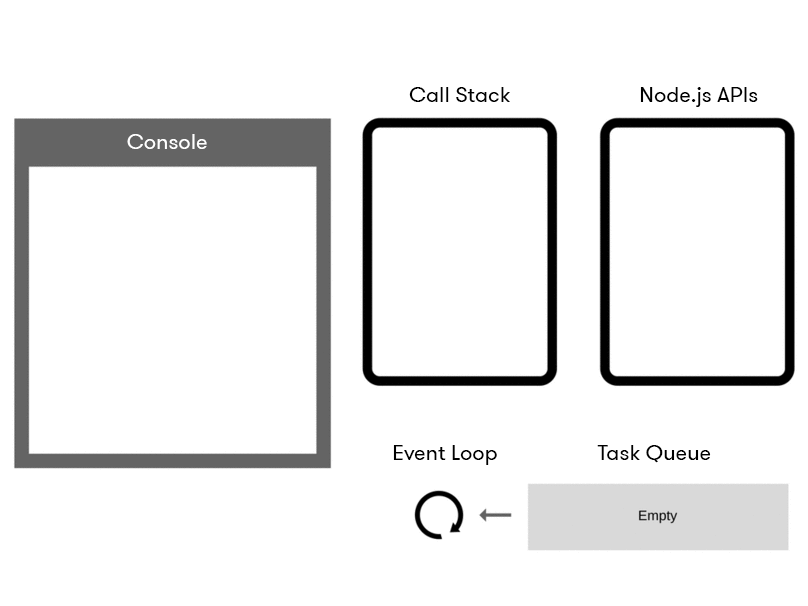 Call Stack
Node.js APIs
Console
Event Loop
Task Queue
Empty